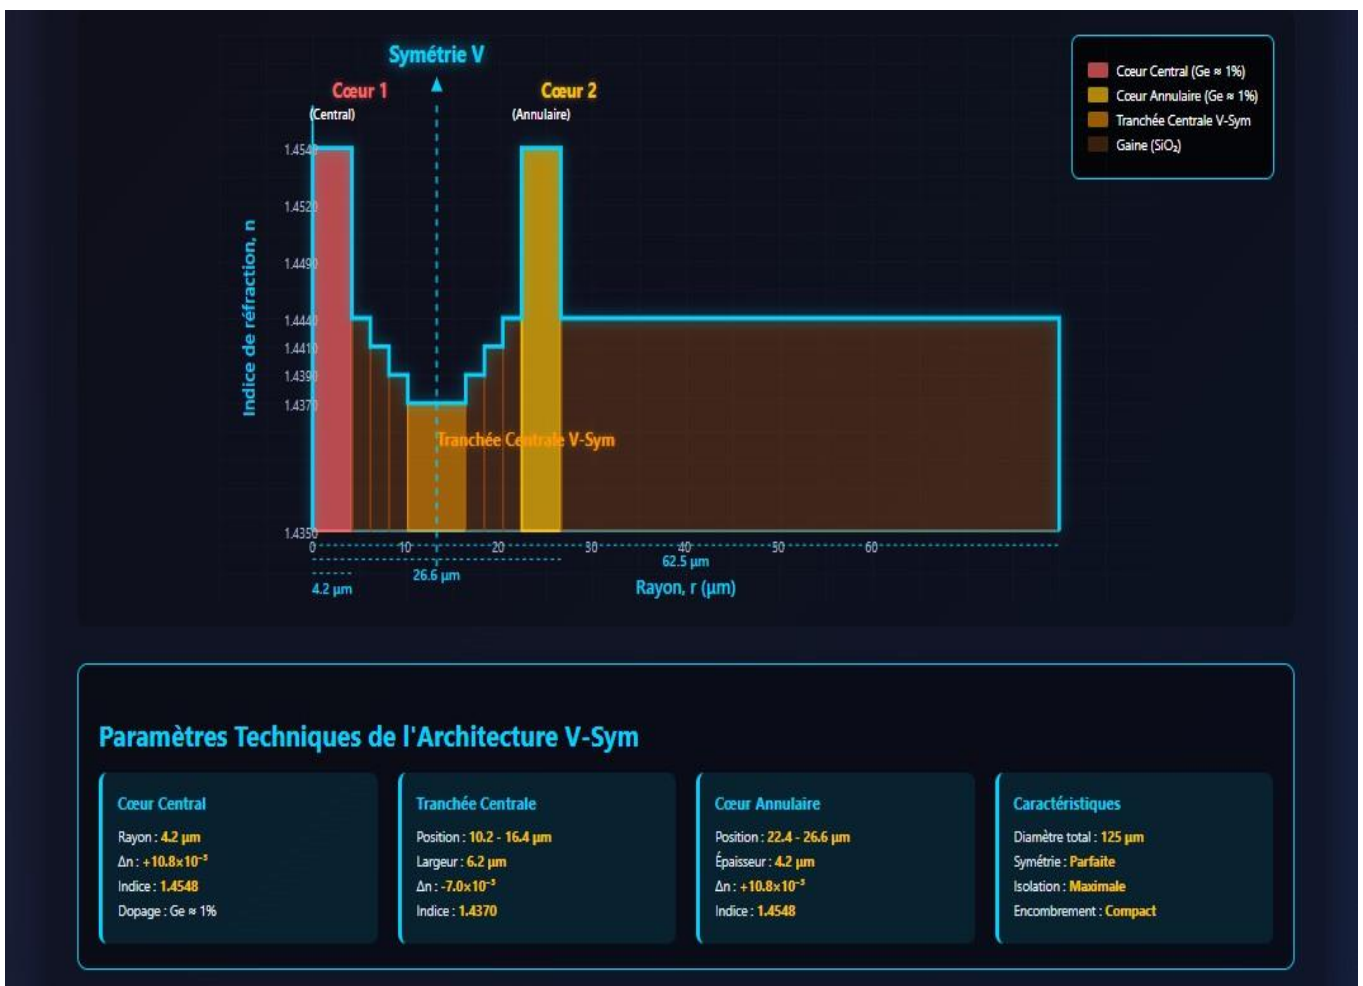 Symétrie V
Cœur 1
(Central)
Cœur 2
(Annulaire)
Cœur Central (Ge ≈ 1%)
Cœur Annulaire (Ge ≈ 1%)
Tranchée Centrale V-Sym
Gaine (SiO₂)
Indice de réfraction, n
1.4540
1.4520
1.4490
1.4440
1.4410
1.4390
1.4370
1.4350
Tranchée Centrale V-Sym
0 10 20 30 40 50 60
62.5 µm
26.6 µm
4.2 µm
Rayon, r (µm)
Paramètres Techniques de l'Architecture V-Sym
Cœur Central
Rayon : 4.2 µm
Δn : +10.8×10⁻³
Indice : 1.4548
Dopage : Ge ≈ 1%
Tranchée Centrale
Position : 10.2 - 16.4 µm
Largeur : 6.2 µm
Δn : -7.0×10⁻³
Indice : 1.4370
Cœur Annulaire
Position : 22.4 - 26.6 µm
Épaisseur : 4.2 µm
Δn : +10.8×10⁻³
Indice : 1.4548
Caractéristiques
Diamètre total : 125 µm
Symétrie : Parfaite
Isolation : Maximale
Encombrement : Compact